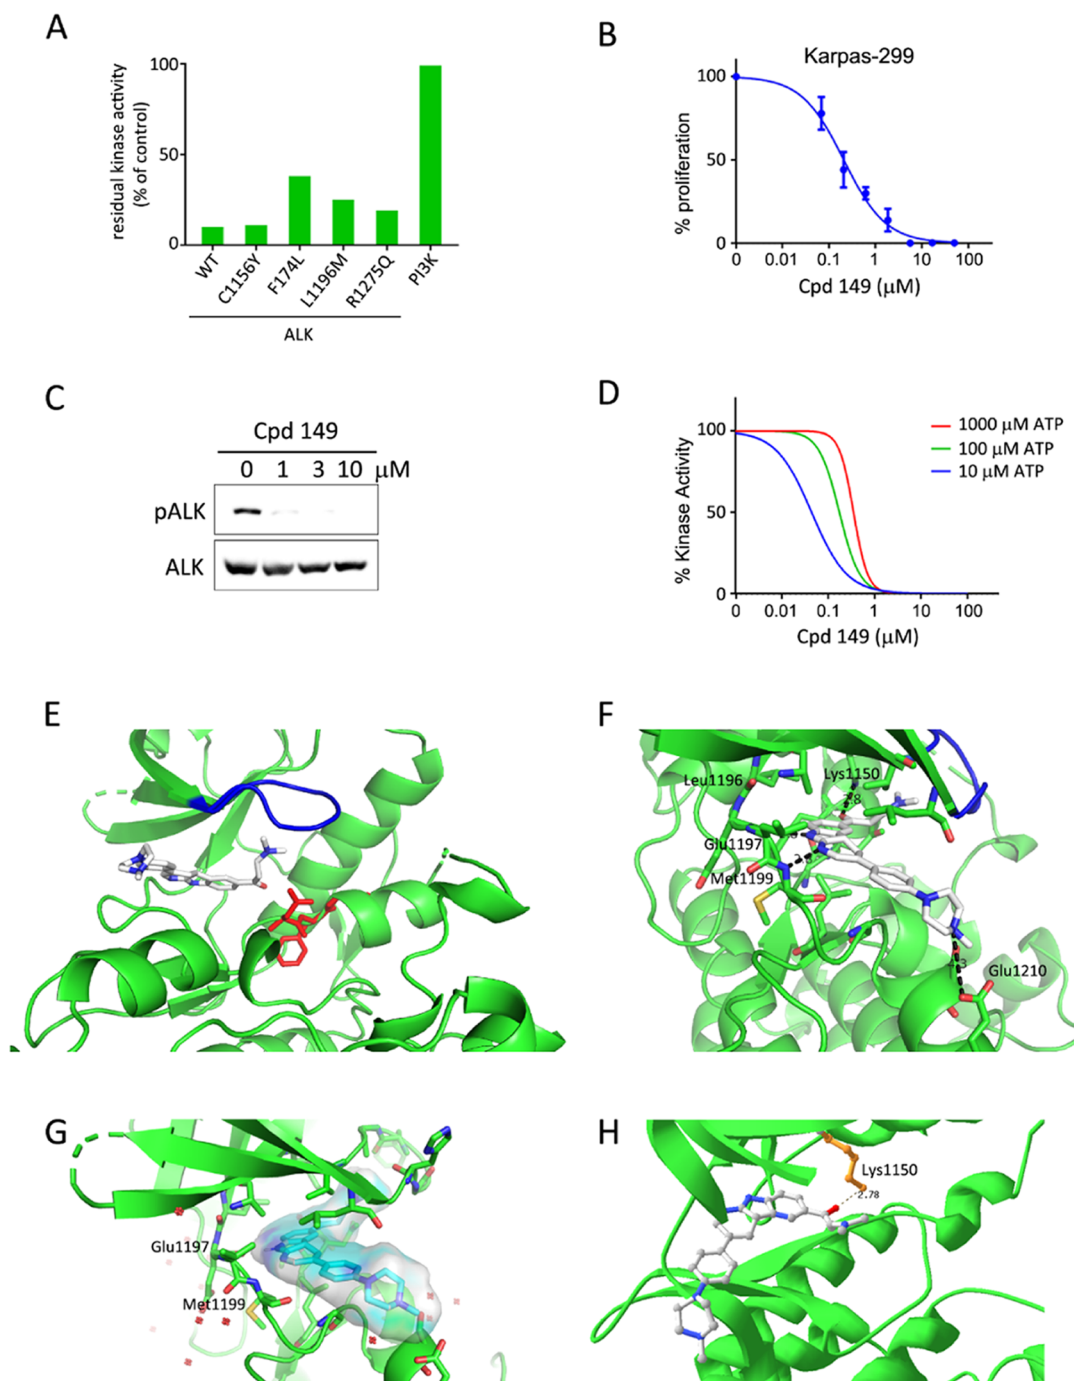 A
residual kinase activity
(% of control)
100
50
0
WT
C1156Y
F174L
L1196M
R1275Q
PI3K
ALK
B
Karpas-299
% proliferation
100
50
0
0 0.01 0.1 1 10 100
Cpd 149 (μM)
C
Cpd 149
0 1 3 10 μM
pALK
ALK
D
% Kinase Activity
100
50
0
0 0.01 0.1 1 10 100
Cpd 149 (μM)
1000 μM ATP
100 μM ATP
10 μM ATP
E
F
Leu1196
Lys1150
Glu1197
Met1199
Glu1210
G
Glu1197
Met1199
H
Lys1150
2.78